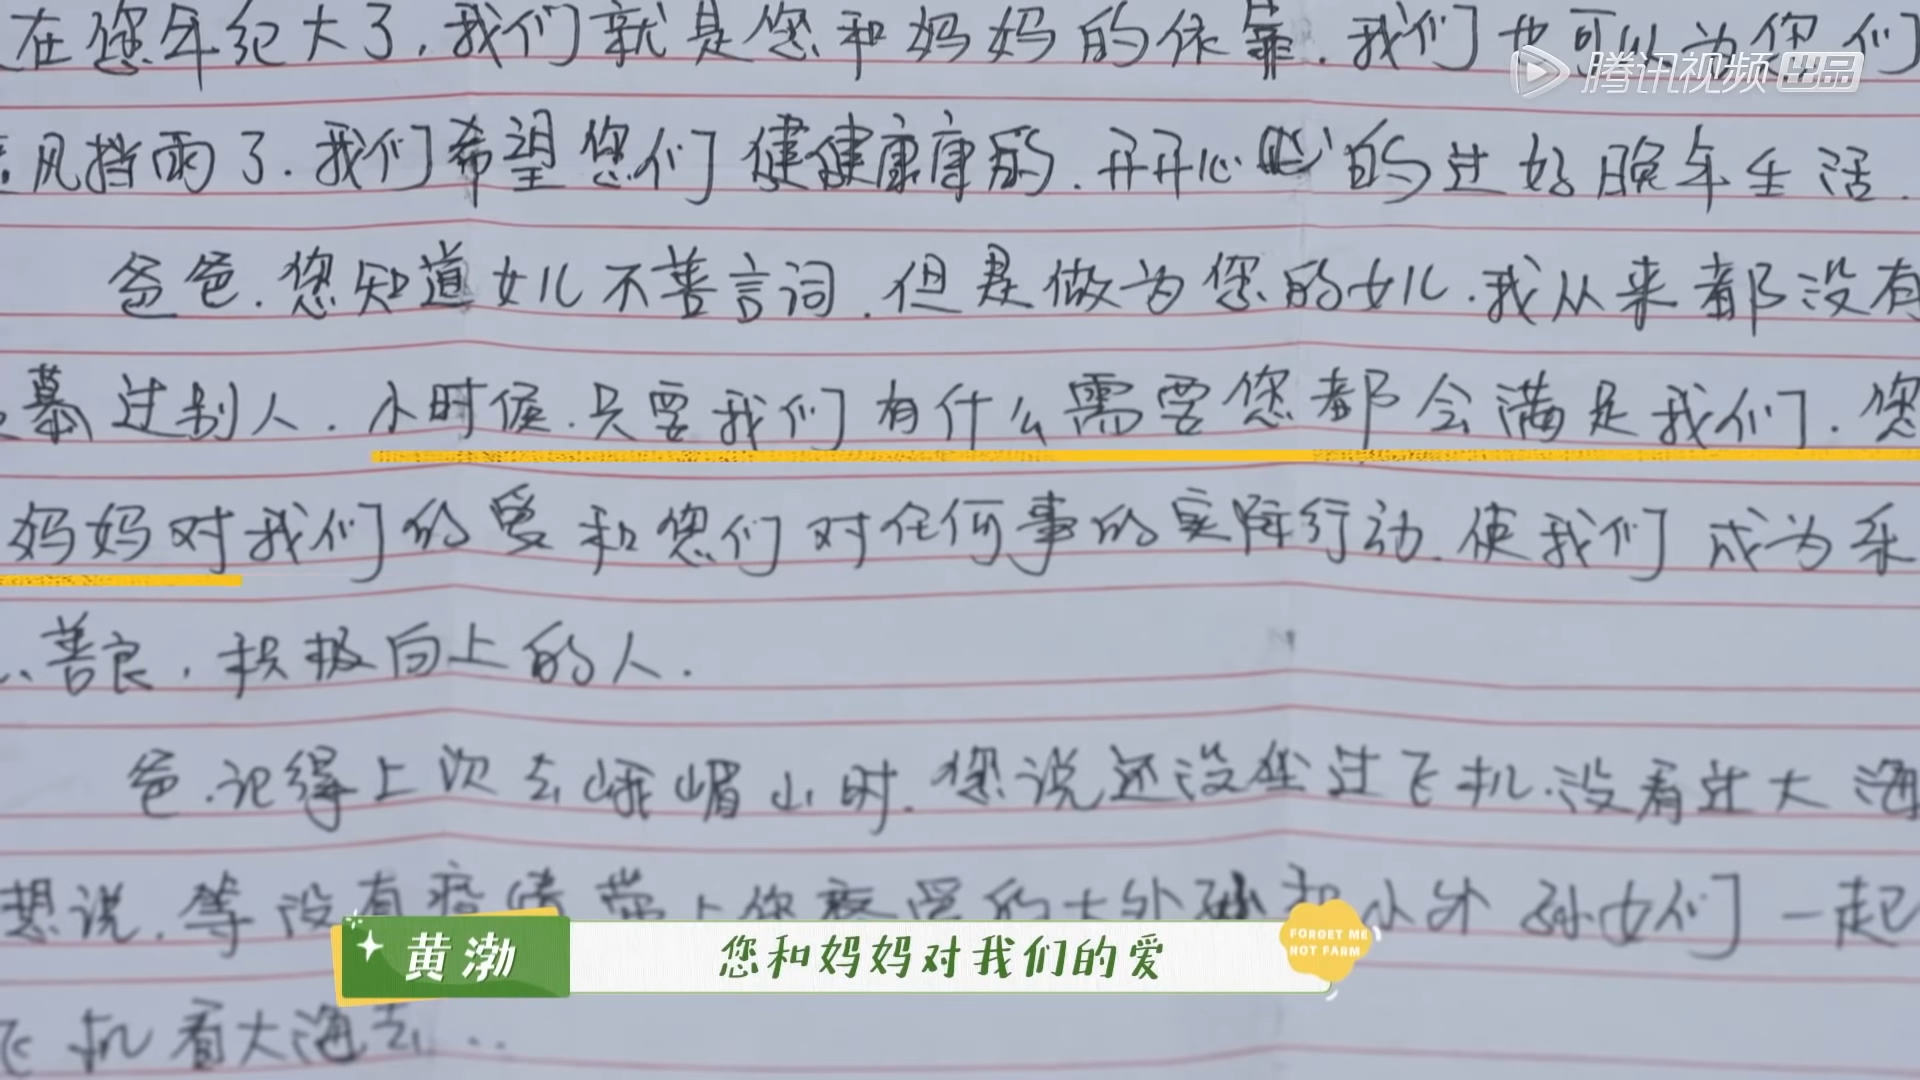 在您年纪大了，我们就是您和妈妈的依靠．我们也可以为您们
风挡雨了．我们希望您们健健康康的．开开心心的过好晚年生活．
爸爸．您知道女儿不善言词．但是做为您的女儿．我从来都没有
慕过别人．小时候．只要我们有什么需要您都会满足我们．您
妈妈对我们的爱和您们对任何事的实际行动．使我们成为乐
善良，积极向上的人．
爸．记得上次去峨嵋山时．您说还没坐过飞机．没看过大海
想说．等没有疫情带上您疼爱的大外孙和小外孙女们一起
飞机看大海去...
腾讯视频 出品
黄渤
您和妈妈对我们的爱
FORGET ME
NOT FARM